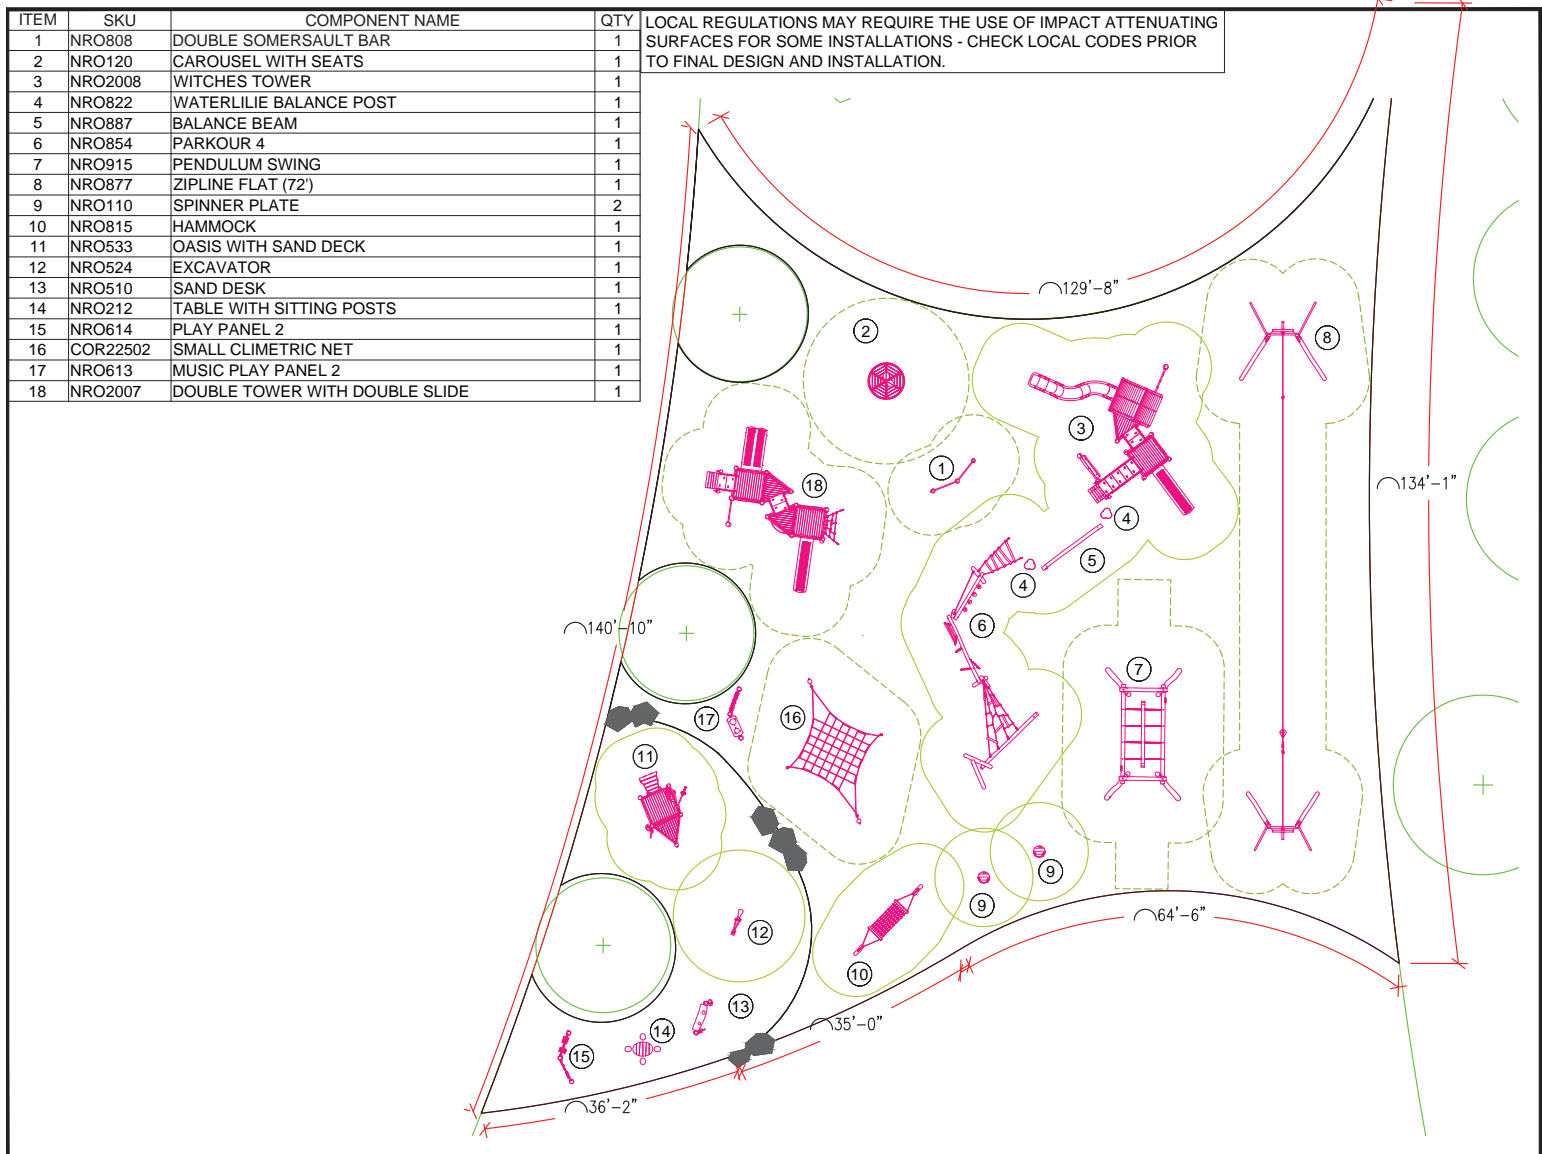 ITEM SKU COMPONENT NAME QTY
1 NRO808 DOUBLE SOMERSAULT BAR 1
2 NRO120 CAROUSEL WITH SEATS 1
3 NRO2008 WITCHES TOWER 1
4 NRO822 WATERLILIE BALANCE POST 1
5 NRO887 BALANCE BEAM 1
6 NRO854 PARKOUR 4 1
7 NRO915 PENDULUM SWING 1
8 NRO877 ZIPLINE FLAT (72') 1
9 NRO110 SPINNER PLATE 2
10 NRO815 HAMMOCK 1
11 NRO533 OASIS WITH SAND DECK 1
12 NRO524 EXCAVATOR 1
13 NRO510 SAND DESK 1
14 NRO212 TABLE WITH SITTING POSTS 1
15 NRO614 PLAY PANEL 2 1
16 COR22502 SMALL CLIMETRIC NET 1
17 NRO613 MUSIC PLAY PANEL 2 1
18 NRO2007 DOUBLE TOWER WITH DOUBLE SLIDE 1
LOCAL REGULATIONS MAY REQUIRE THE USE OF IMPACT ATTENUATING
SURFACES FOR SOME INSTALLATIONS - CHECK LOCAL CODES PRIOR
TO FINAL DESIGN AND INSTALLATION.
129'-8"
2
8
3
1
18
134'-1"
4
5
4
6
140'-10"
7
17
16
11
9
9
12
64'-6"
10
13
35'-0"
14
15
36'-2"